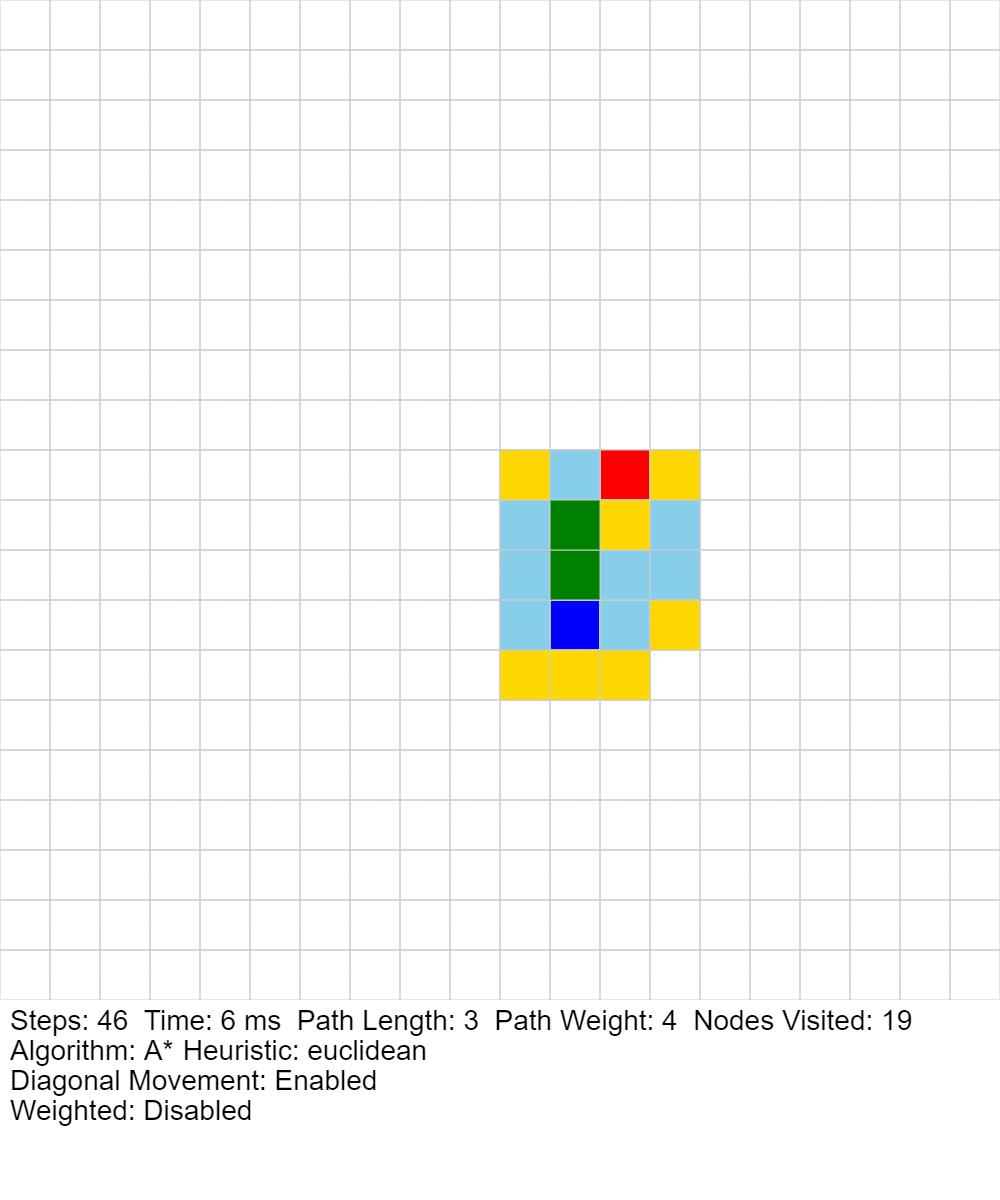 Steps: 46  Time: 6 ms  Path Length: 3  Path Weight: 4  Nodes Visited: 19
Algorithm: A* Heuristic: euclidean
Diagonal Movement: Enabled
Weighted: Disabled